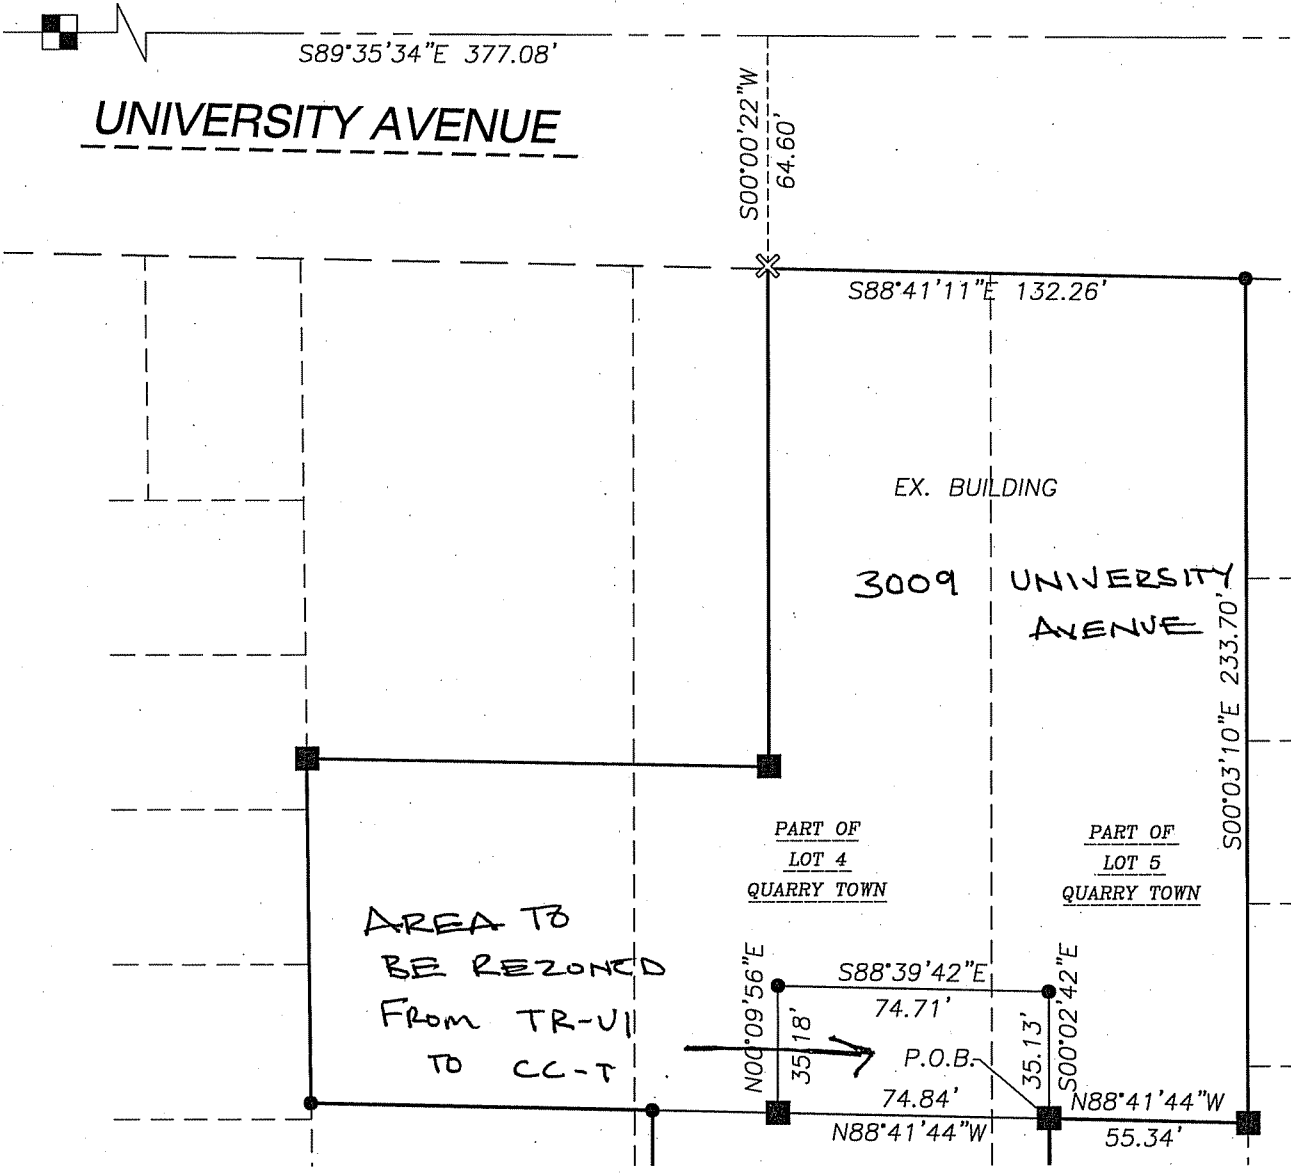 S89°35'34"E 377.08'
UNIVERSITY AVENUE
S00°00'22"W
64.60'
S88°41'11"E 132.26'
EX. BUILDING
3009 UNIVERSITY
AVENUE
S00°03'10"E 233.70'
PART OF
LOT 4
QUARRY TOWN
PART OF
LOT 5
QUARRY TOWN
AREA TO
BE REZONED
FROM TR-U1
TO CC-T
N00°09'56"E
35.18'
S88°39'42"E
74.71'
35.13'
S00°02'42"E
P.O.B.
74.84'
N88°41'44"W
N88°41'44"W
55.34'